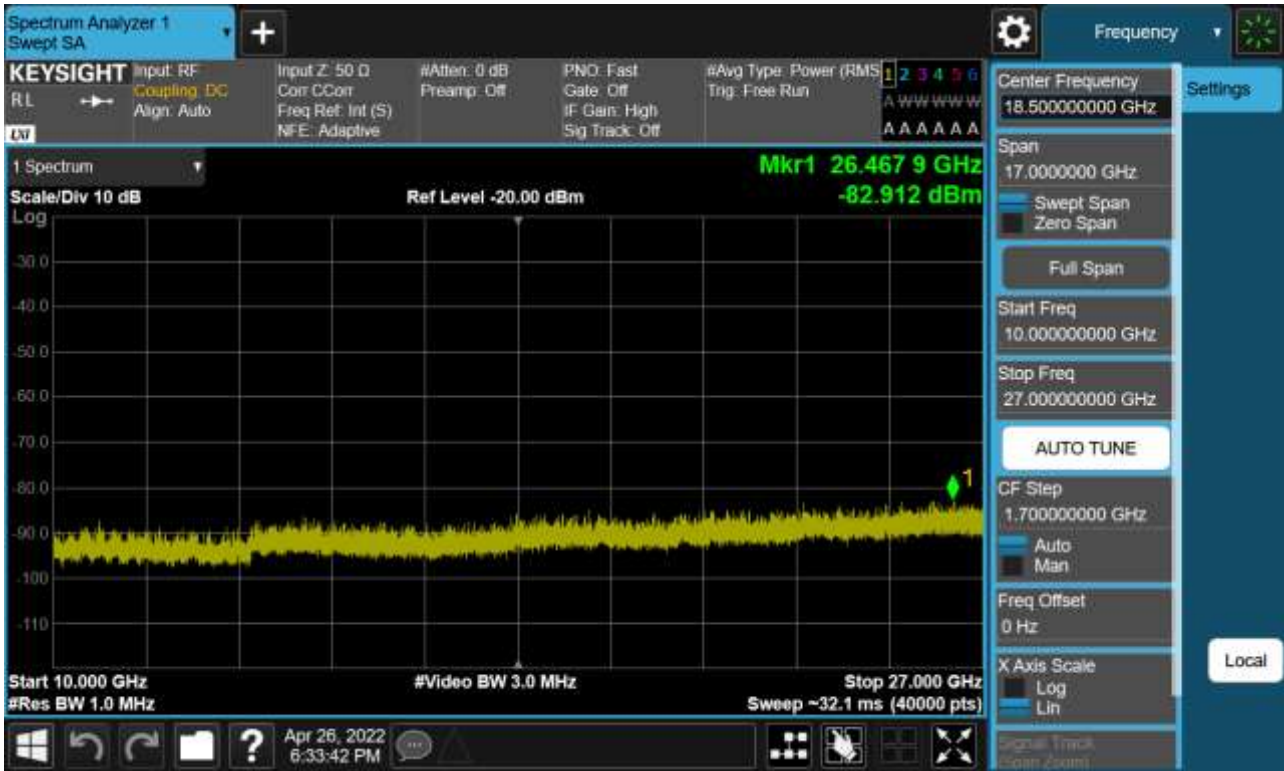 Spectrum Analyzer 1
Swept SA
+
Frequency
KEYSIGHT
RL
LXI
Input: RF
Coupling: DC
Align: Auto
Input Z: 50 Ω
Corr CCorr
Freq Ref: Int (S)
NFE: Adaptive
#Atten: 0 dB
Preamp: Off
PNO: Fast
Gate: Off
IF Gain: High
Sig Track: Off
#Avg Type: Power (RMS
Trig: Free Run
1 2 3 4 5 6
A W W W W W
A A A A A A
1 Spectrum
Scale/Div 10 dB
Ref Level -20.00 dBm
Mkr1 26.467 9 GHz
-82.912 dBm
Log
-30.0
-40.0
-50.0
-60.0
-70.0
-80.0
-90.0
-100
-110
1
Start 10.000 GHz
#Video BW 3.0 MHz
Stop 27.000 GHz
#Res BW 1.0 MHz
Sweep ~32.1 ms (40000 pts)
Center Frequency
18.500000000 GHz
Settings
Span
17.0000000 GHz
Swept Span
Zero Span
Full Span
Start Freq
10.000000000 GHz
Stop Freq
27.000000000 GHz
AUTO TUNE
CF Step
1.700000000 GHz
Auto
Man
Freq Offset
0 Hz
X Axis Scale
Log
Lin
Signal Track
(Span Zoom)
Local
?
Apr 26, 2022
6:33:42 PM